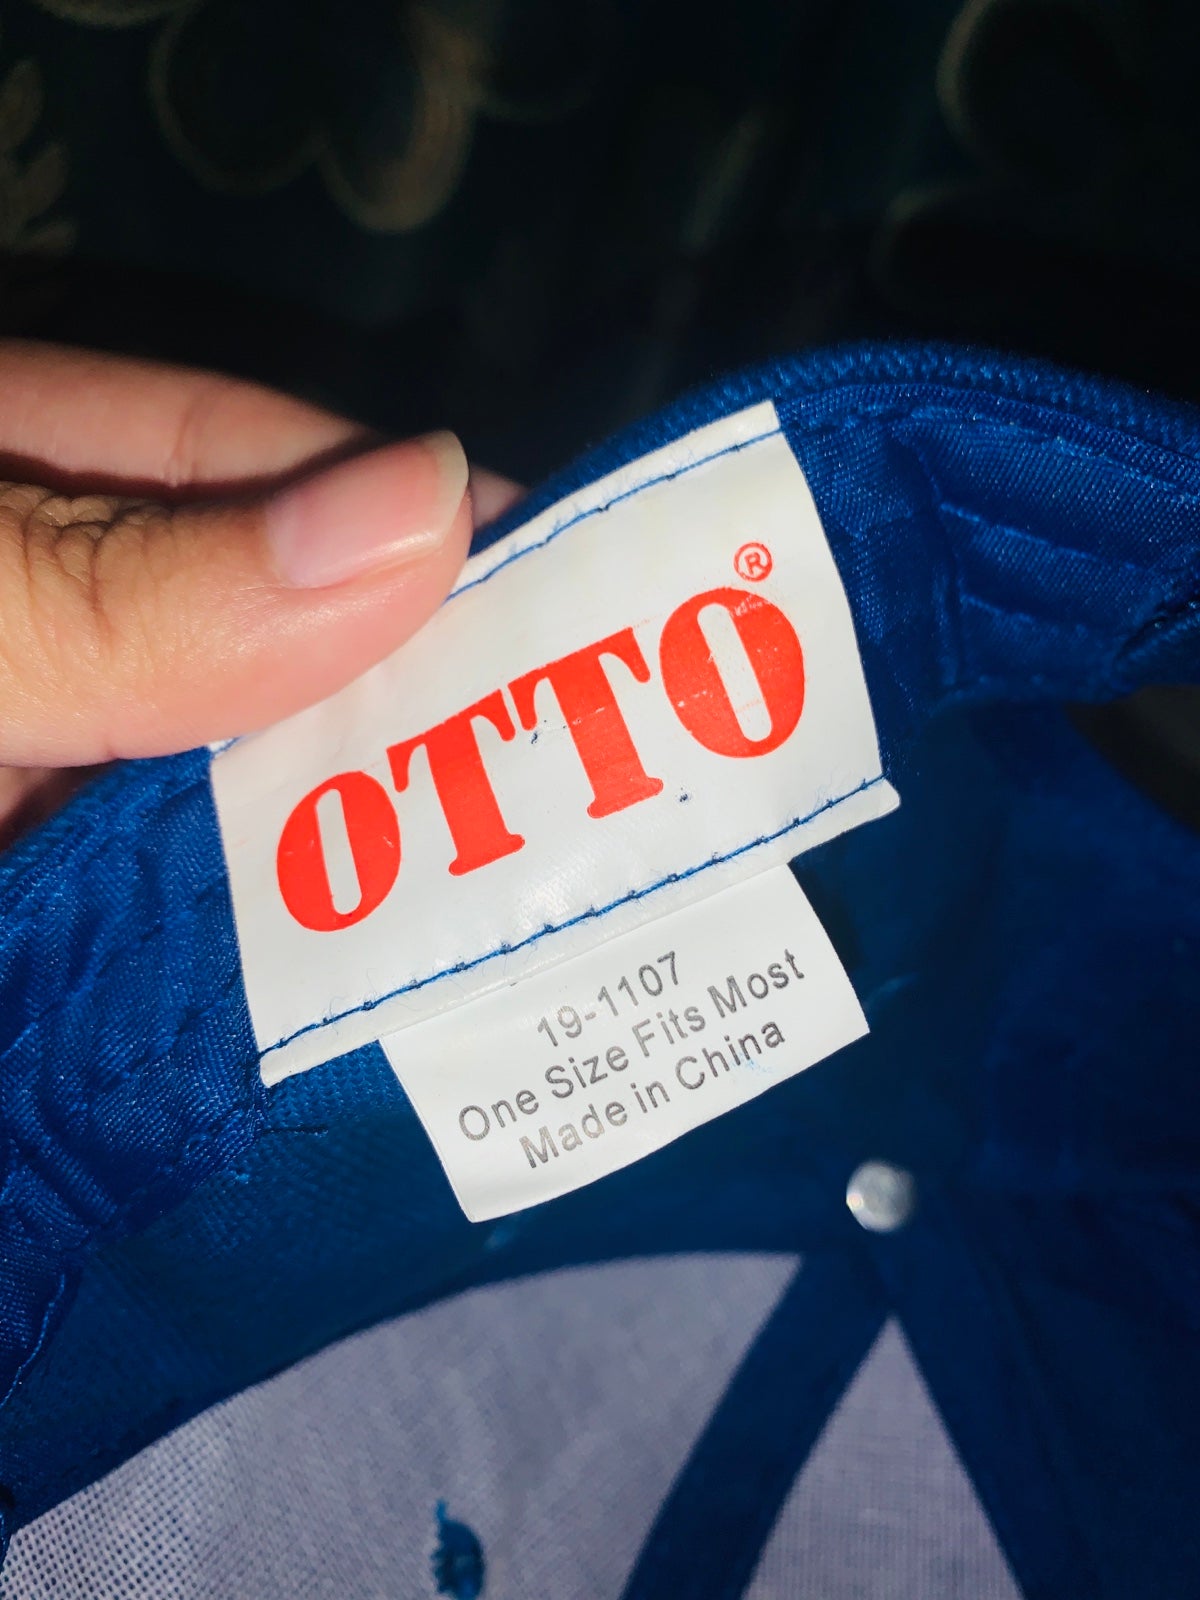 OTTO®
19-1107
One Size Fits Most
Made in China